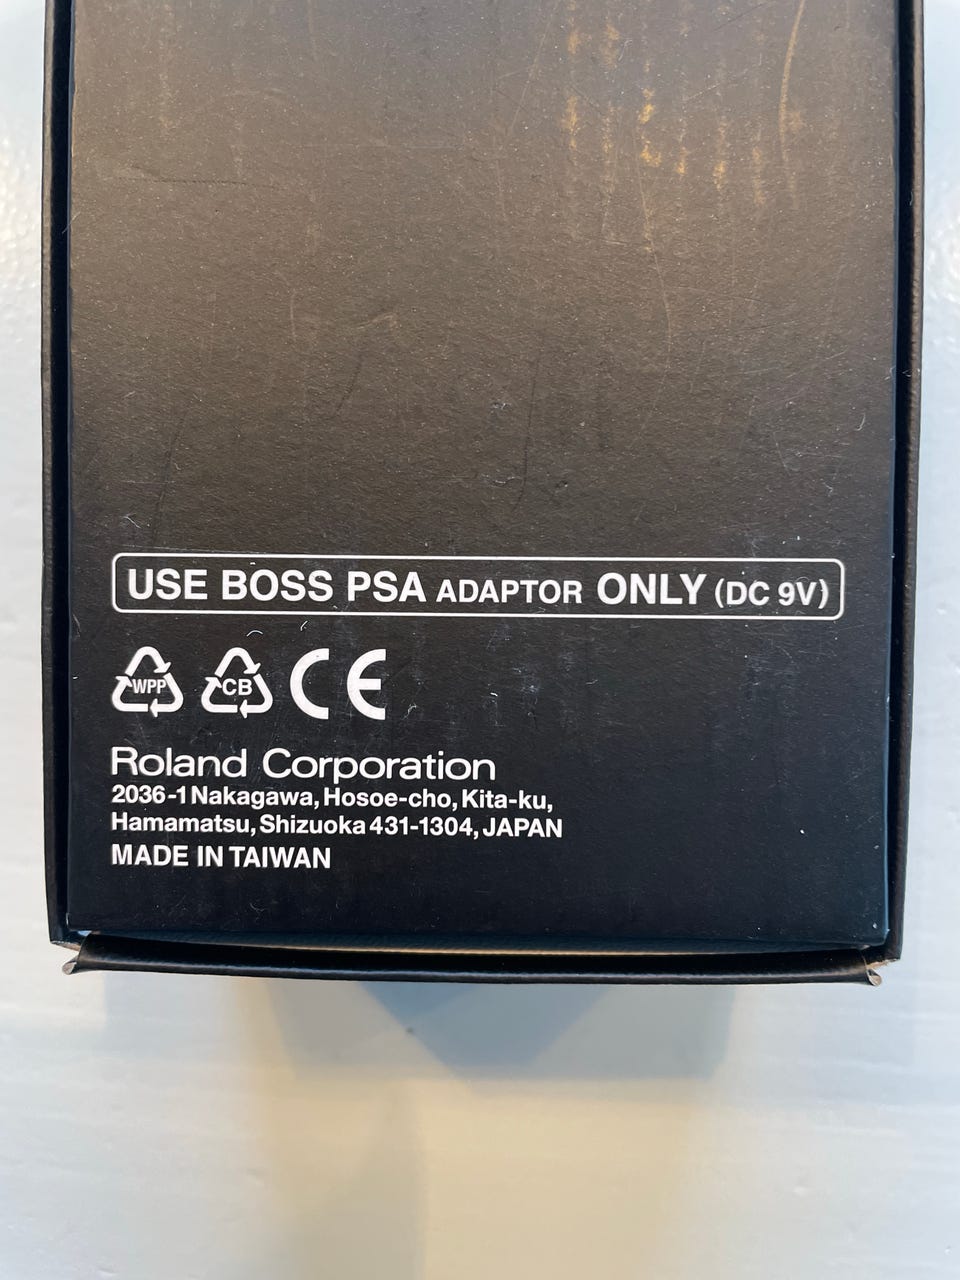 USE BOSS PSA ADAPTOR ONLY (DC 9V)
WPP CB CE
Roland Corporation
2036-1 Nakagawa, Hosoe-cho, Kita-ku,
Hamamatsu, Shizuoka 431-1304, JAPAN
MADE IN TAIWAN